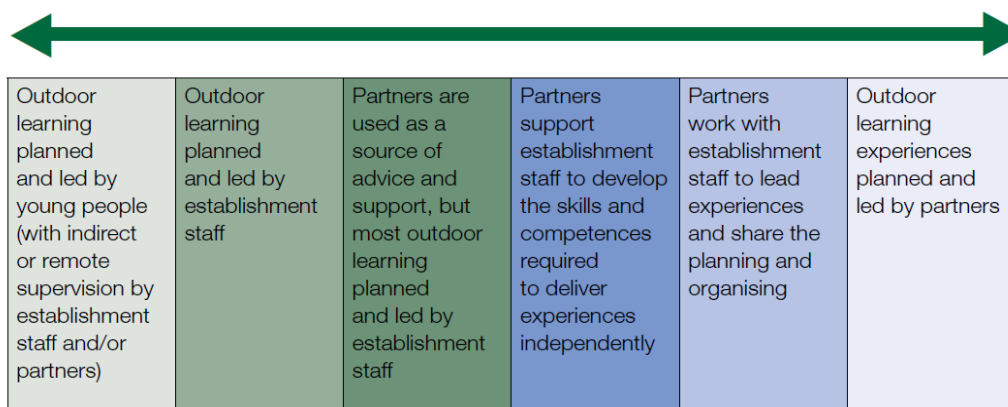 Outdoor
learning
planned
and led by
young people
(with indirect
or remote
supervision by
establishment
staff and/or
partners)
Outdoor
learning
planned
and led by
establishment
staff
Partners are
used as a
source of
advice and
support, but
most outdoor
learning
planned
and led by
establishment
staff
Partners
support
establishment
staff to develop
the skills and
competences
required
to deliver
experiences
independently
Partners
work with
establishment
staff to lead
experiences
and share the
planning and
organising
Outdoor
learning
experiences
planned and
led by partners